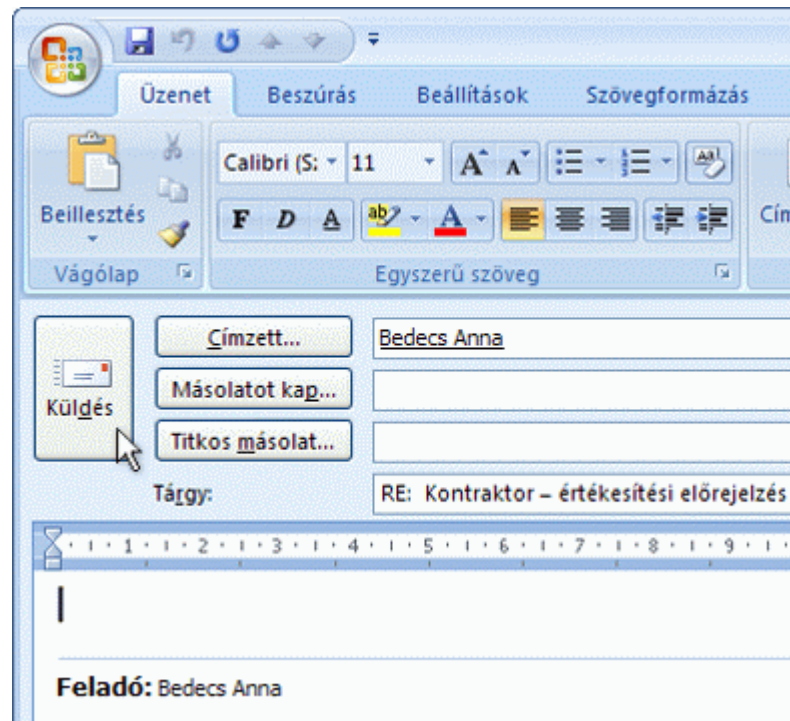 Üzenet Beszúrás Beállítások Szövegformázás
Calibri (S: 11
Beillesztés
F D A
Vágólap Egyszerű szöveg
Címzett... Bedecs Anna
Másolatot kap...
Küldés
Titkos másolat...
Tárgy: RE: Kontraktor – értékesítési előrejelzés
1 2 3 4 5 6 7 8 9
Feladó: Bedecs Anna